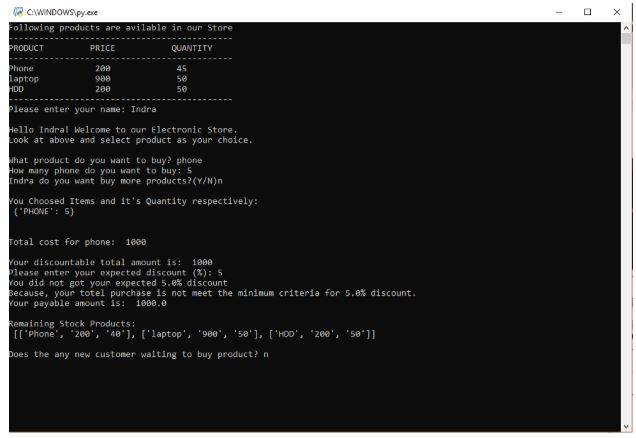 C:\WINDOWS\py.exe
Following products are avilable in our Store
--------------------------------------------
PRODUCT PRICE QUANTITY
--------------------------------------------
Phone 200 45
laptop 900 50
HDD 200 50
--------------------------------------------
Please enter your name: Indra
Hello Indra! Welcome to our Electronic Store.
Look at above and select product as your choice.
What product do you want to buy? phone
How many phone do you want to buy: 5
Indra do you want buy more products?(Y/N)n
You Choosed Items and it's Quantity respectively:
{'PHONE': 5}
Total cost for phone: 1000
Your discountable total amount is: 1000
Please enter your expected discount (%): 5
You did not got your expected 5.0% discount
Because, your totel purchase is not meet the minimum criteria for 5.0% discount.
Your payable amount is: 1000.0
Remaining Stock Products:
[['Phone', '200', '40'], ['laptop', '900', '50'], ['HDD', '200', '50']]
Does the any new customer waiting to buy product? n